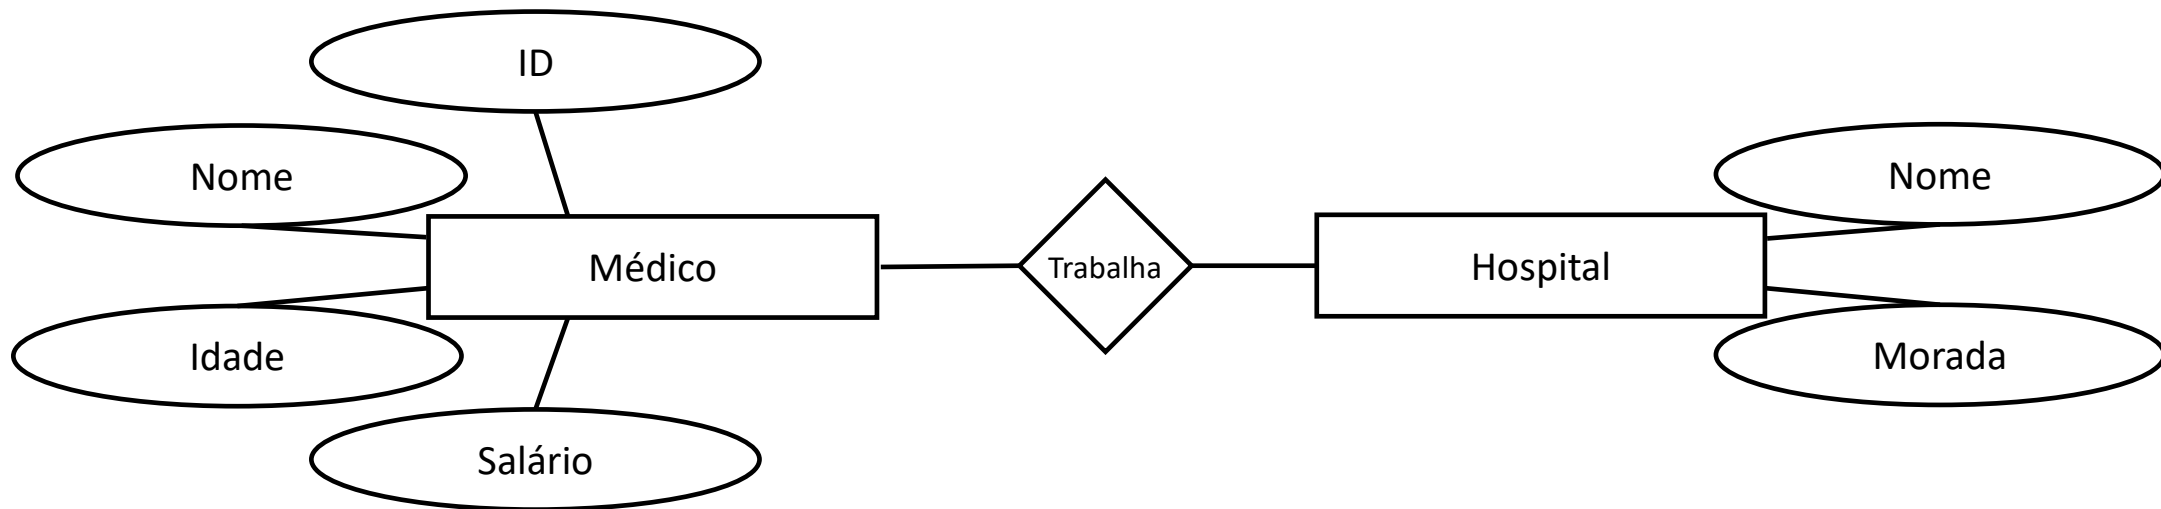 ID
Nome
Nome
Médico
Trabalha
Hospital
Idade
Morada
Salário